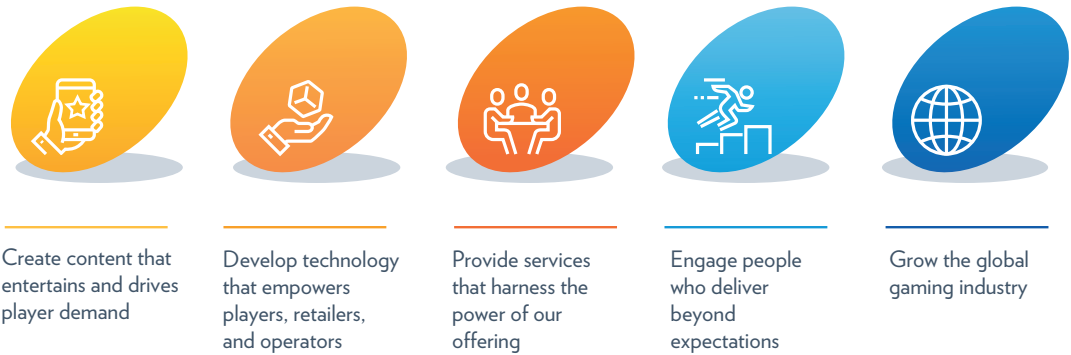 Create content that
entertains and drives
player demand
Develop technology
that empowers
players, retailers,
and operators
Provide services
that harness the
power of our
offering
Engage people
who deliver
beyond
expectations
Grow the global
gaming industry